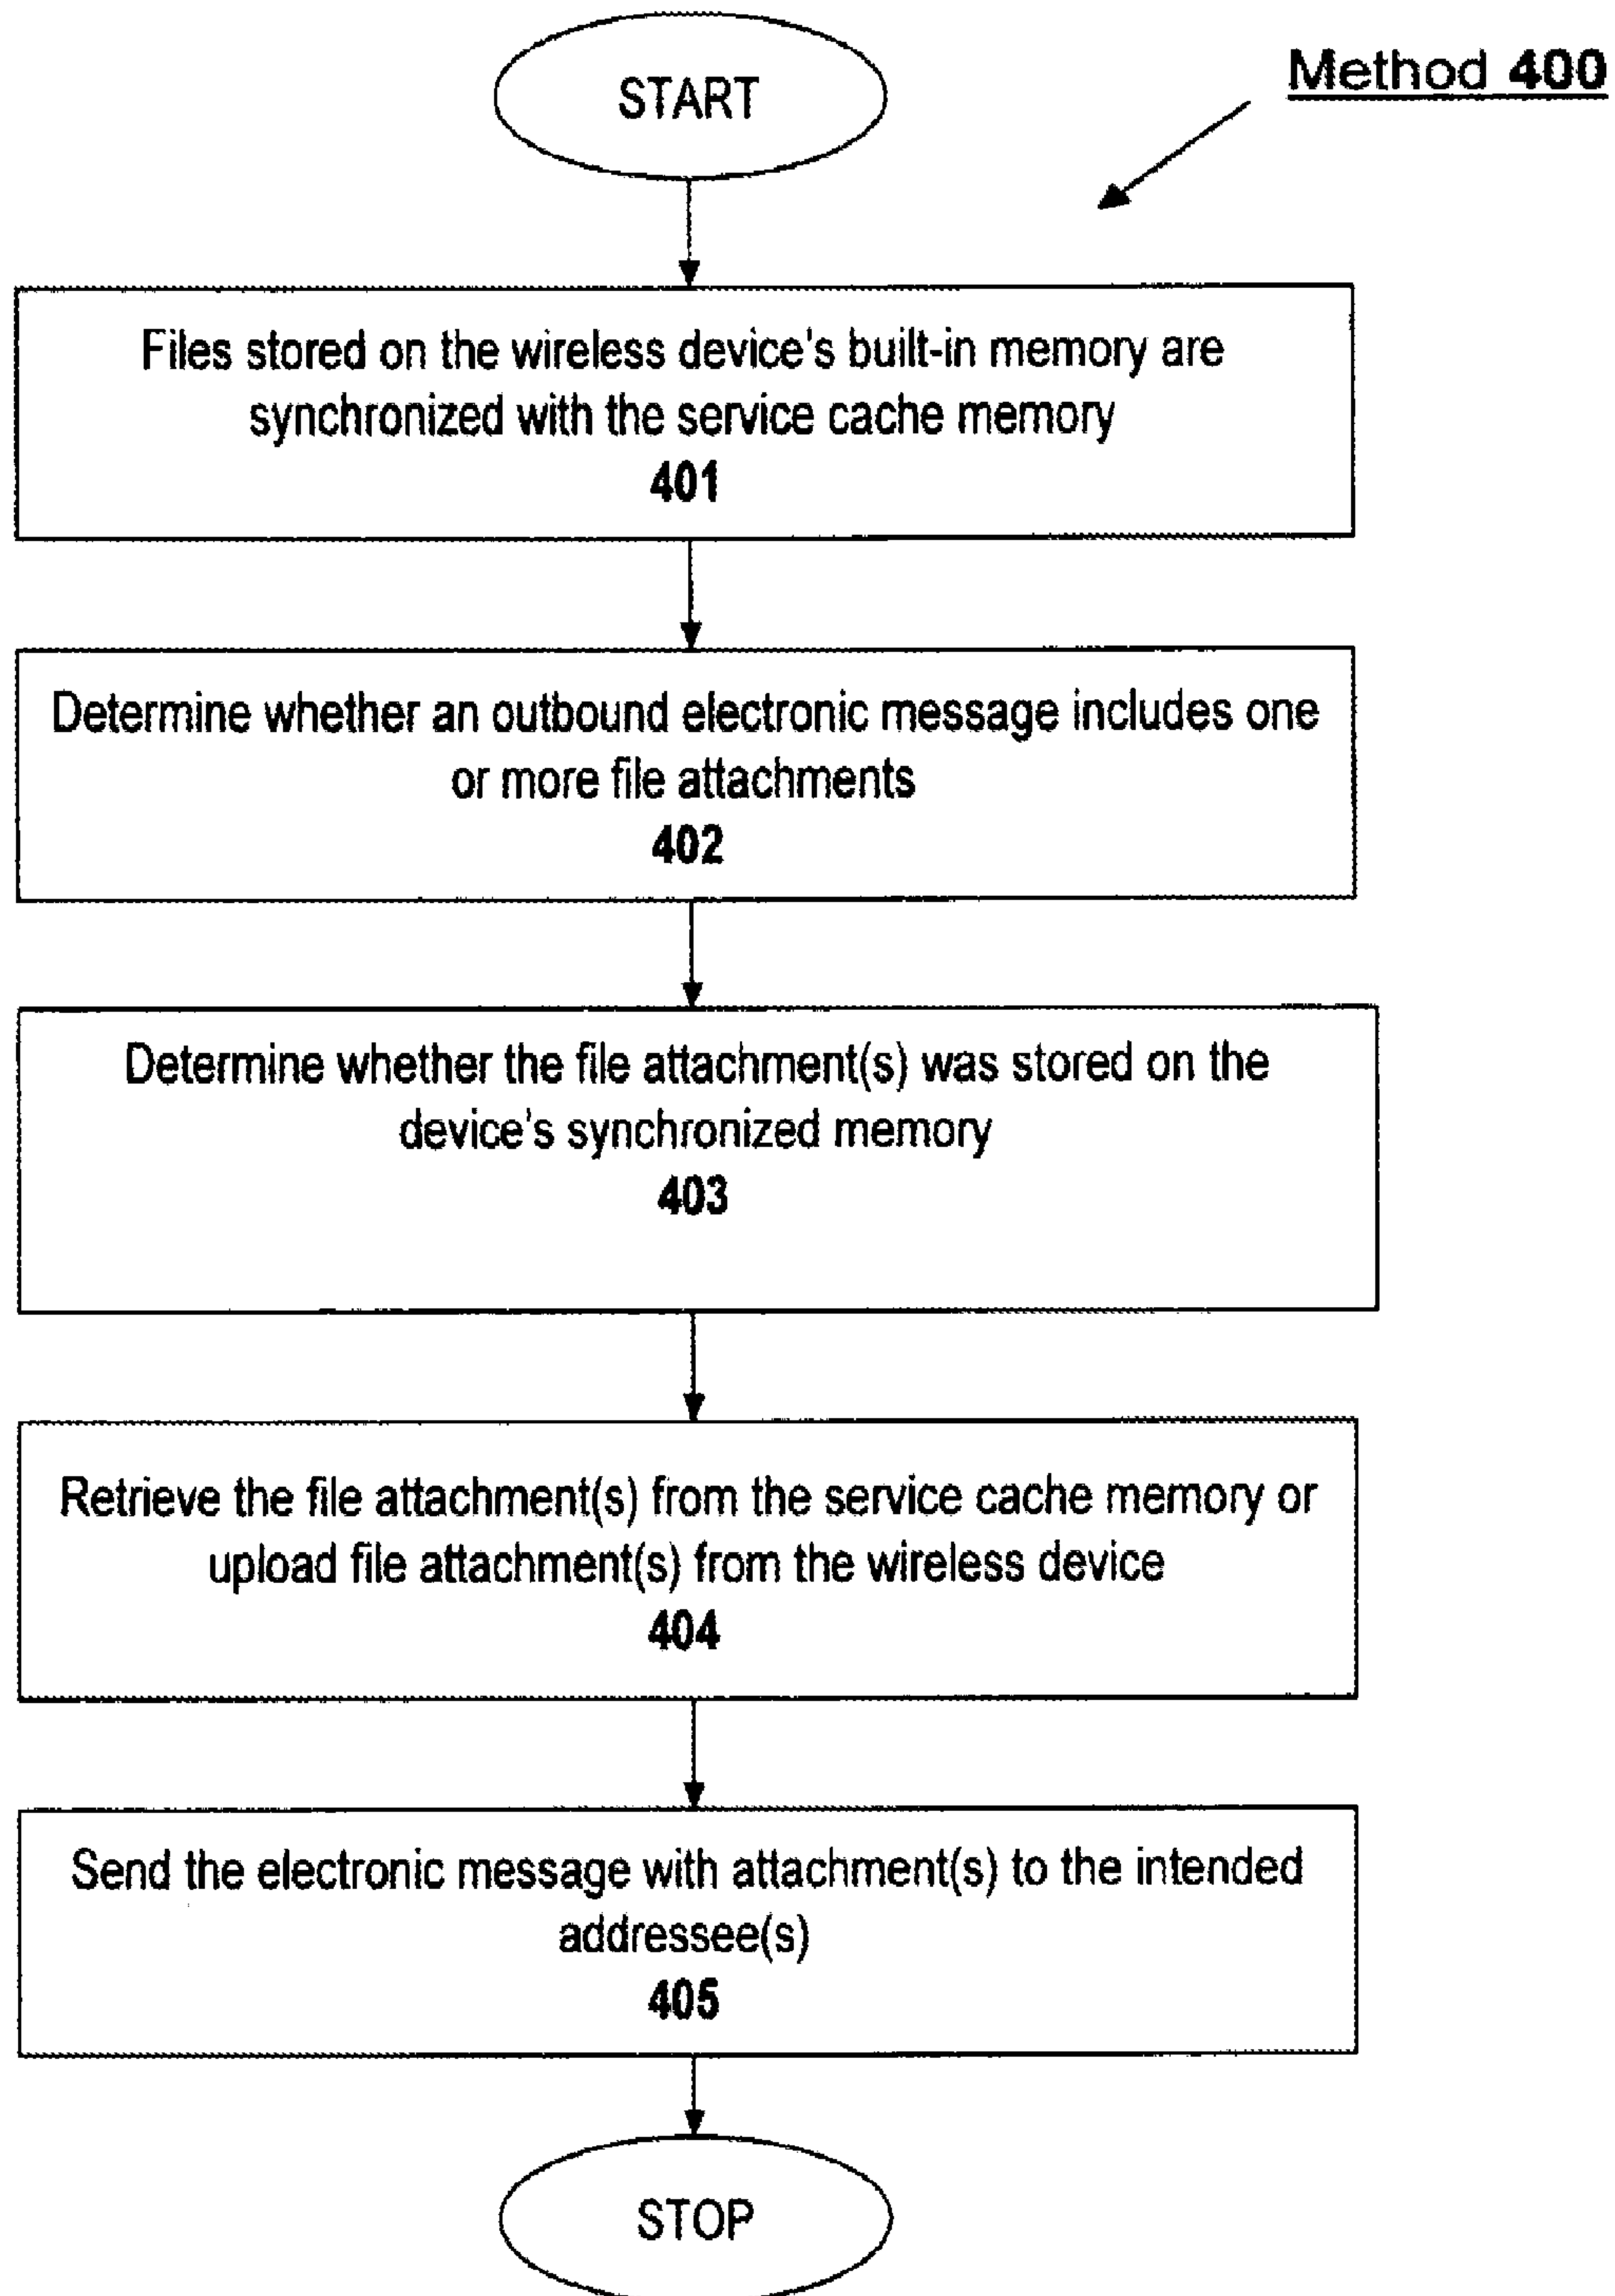 START
Method 400
Files stored on the wireless device's built-in memory are
synchronized with the service cache memory
401
Determine whether an outbound electronic message includes one
or more file attachments
402
Determine whether the file attachment(s) was stored on the
device's synchronized memory
403
Retrieve the file attachment(s) from the service cache memory or
upload file attachment(s) from the wireless device
404
Send the electronic message with attachment(s) to the intended
addressee(s)
405
STOP